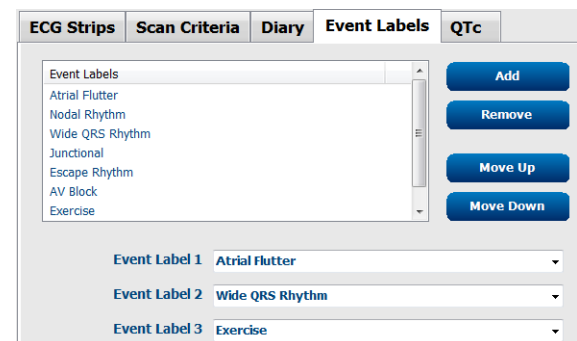 ECG Strips Scan Criteria Diary Event Labels QTc
Event Labels
Atrial Flutter
Nodal Rhythm
Wide QRS Rhythm
Junctional
Escape Rhythm
AV Block
Exercise
Add
Remove
Move Up
Move Down
Event Label 1 Atrial Flutter
Event Label 2 Wide QRS Rhythm
Event Label 3 Exercise